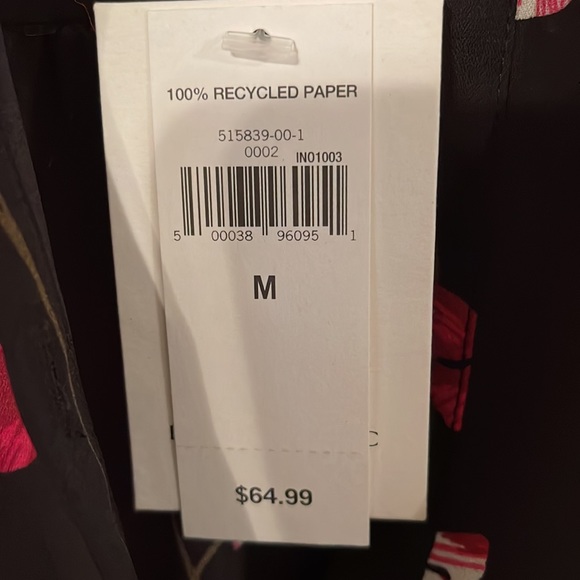 100% RECYCLED PAPER
515839-00-1
0002 IN01003
5 00038 96095 1
M
C
$64.99